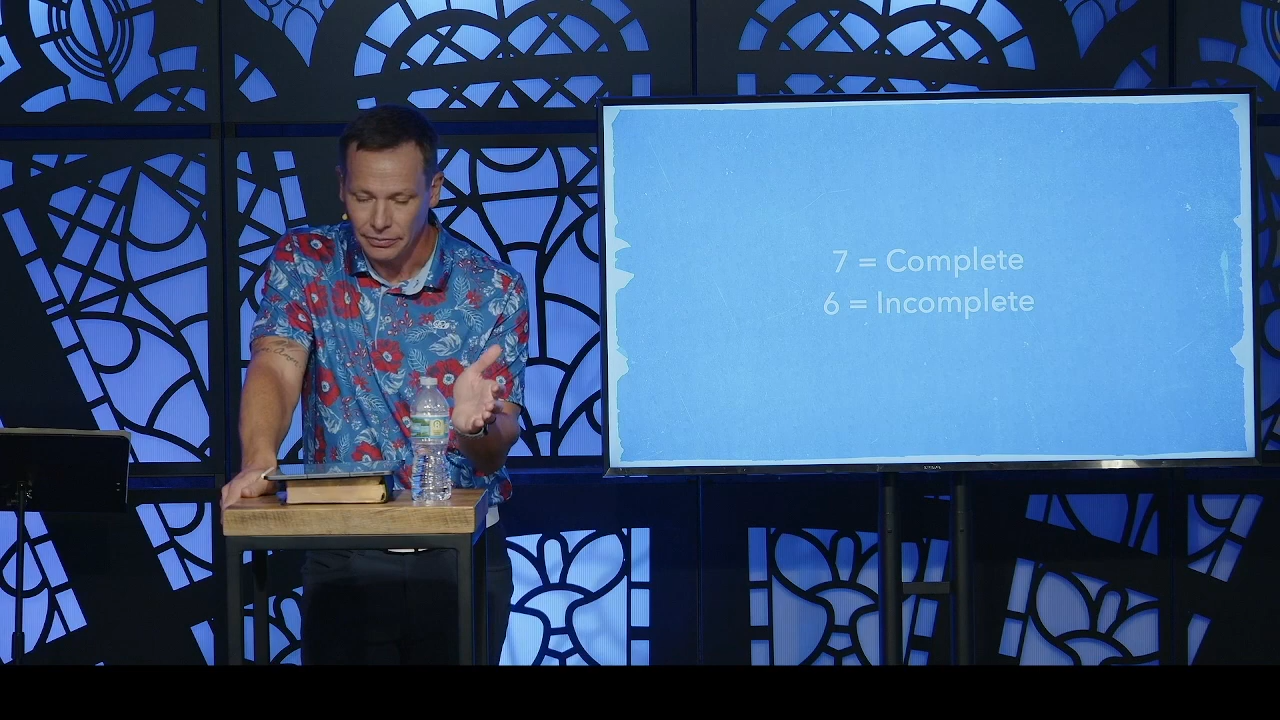 7 = Complete
6 = Incomplete